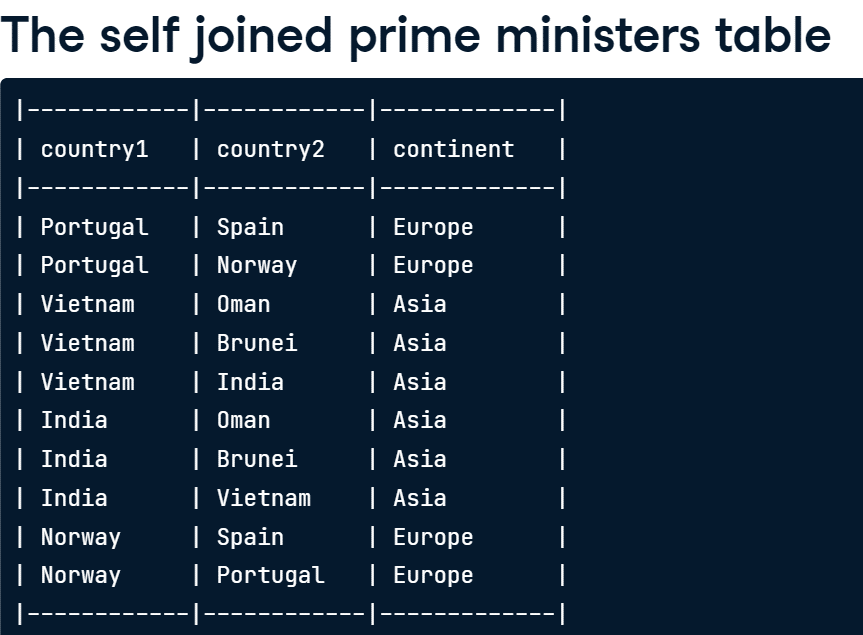 The self joined prime ministers table
|------------|------------|-------------|
| country1   | country2   | continent   |
|------------|------------|-------------|
| Portugal   | Spain      | Europe      |
| Portugal   | Norway     | Europe      |
| Vietnam    | Oman       | Asia        |
| Vietnam    | Brunei     | Asia        |
| Vietnam    | India      | Asia        |
| India      | Oman       | Asia        |
| India      | Brunei     | Asia        |
| India      | Vietnam    | Asia        |
| Norway     | Spain      | Europe      |
| Norway     | Portugal   | Europe      |
|------------|------------|-------------|